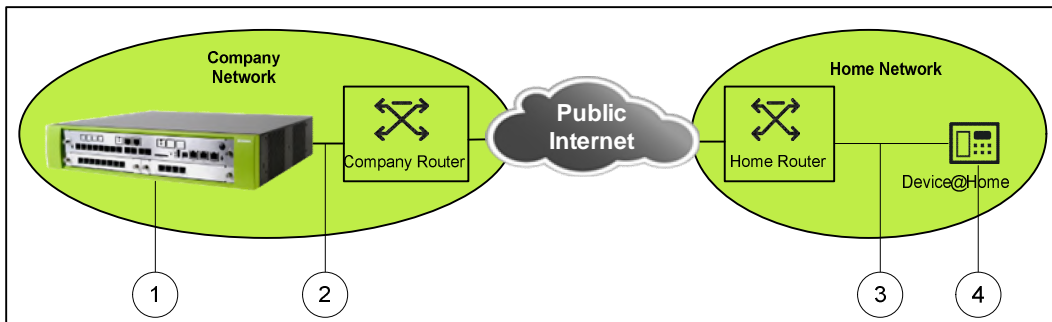 Company
Network
Home Network
Public
Internet
Company Router
Home Router
Device@Home
1
2
3
4